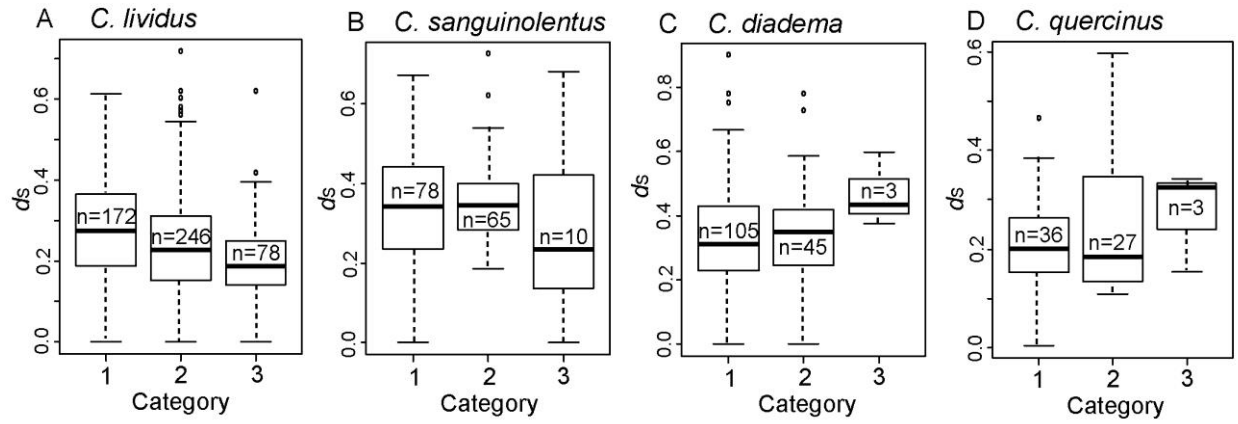 A C. lividus
0.6
0.4
0.2
0.0
ds
n=172
n=246
n=78
1 2 3
Category
B C. sanguinolentus
0.6
0.4
0.2
0.0
ds
n=78
n=65
n=10
1 2 3
Category
C C. diadema
0.8
0.6
0.4
0.2
0.0
ds
n=105
n=45
n=3
1 2 3
Category
D C. quercinus
0.6
0.4
0.2
0.0
ds
n=36
n=27
n=3
1 2 3
Category